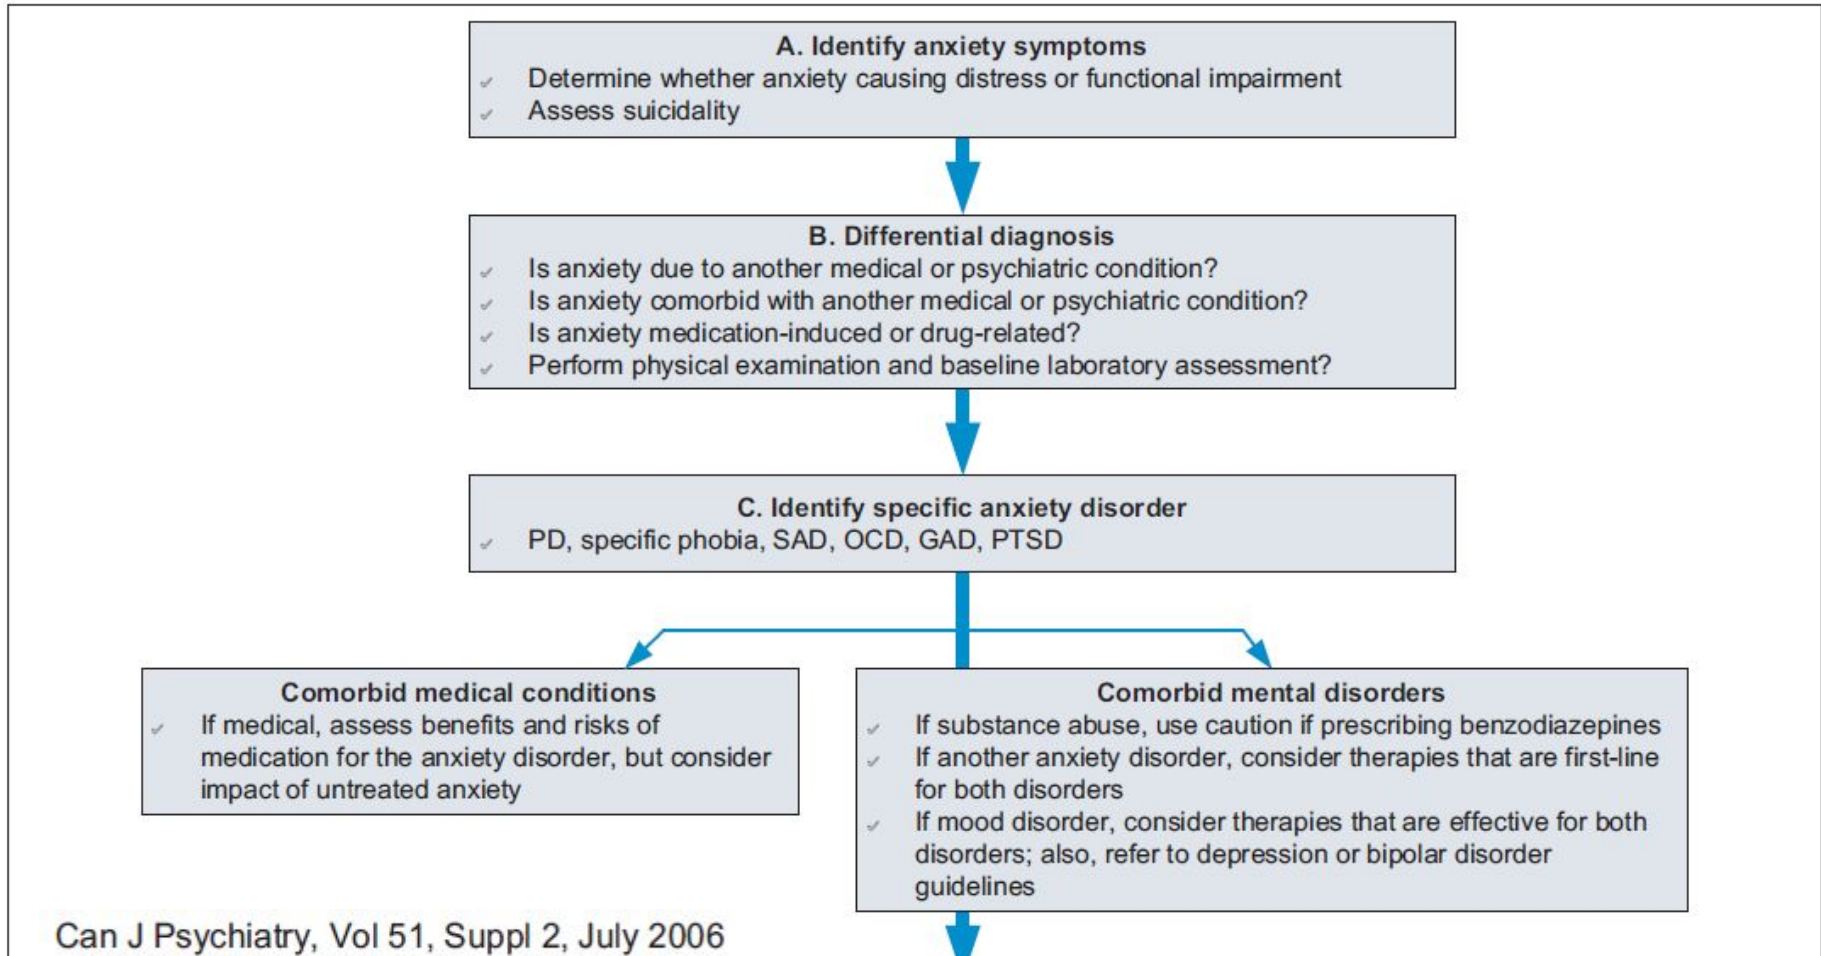 A. Identify anxiety symptoms
✓ Determine whether anxiety causing distress or functional impairment
✓ Assess suicidality
B. Differential diagnosis
✓ Is anxiety due to another medical or psychiatric condition?
✓ Is anxiety comorbid with another medical or psychiatric condition?
✓ Is anxiety medication-induced or drug-related?
✓ Perform physical examination and baseline laboratory assessment?
C. Identify specific anxiety disorder
✓ PD, specific phobia, SAD, OCD, GAD, PTSD
Comorbid medical conditions
✓ If medical, assess benefits and risks of
medication for the anxiety disorder, but consider
impact of untreated anxiety
Comorbid mental disorders
✓ If substance abuse, use caution if prescribing benzodiazepines
✓ If another anxiety disorder, consider therapies that are first-line
for both disorders
✓ If mood disorder, consider therapies that are effective for both
disorders; also, refer to depression or bipolar disorder
guidelines
Can J Psychiatry, Vol 51, Suppl 2, July 2006